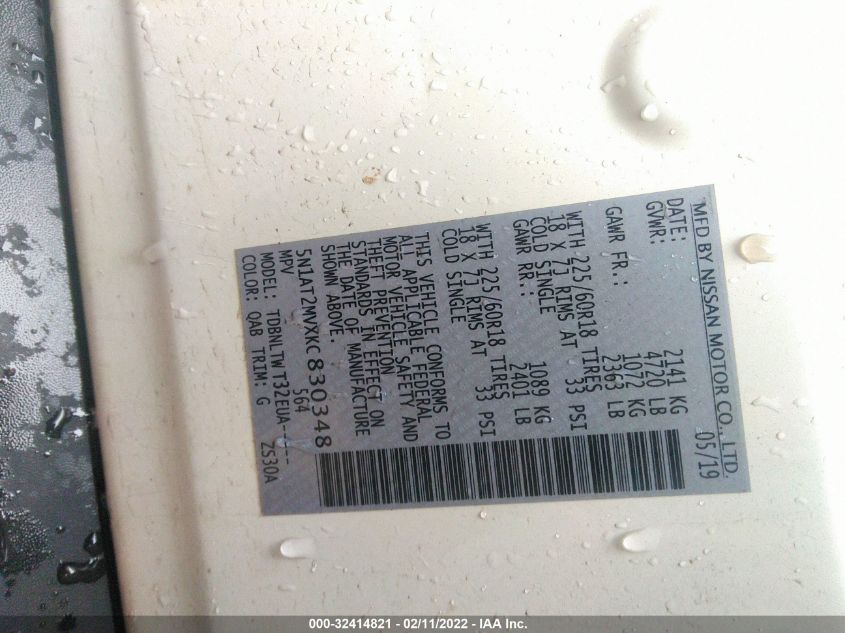 MFD BY NISSAN MOTOR CO., LTD.
DATE: 05/19
GVWR: 2141 KG
4720 LB
GAWR FR.: 1072 KG
2363 LB
WITH 225/60R18 TIRES
18 X 7J RIMS AT 33 PSI
COLD SINGLE
GAWR RR.: 1089 KG
2401 LB
WITH 225/60R18 TIRES
18 X 7J RIMS AT 33 PSI
COLD SINGLE
THIS VEHICLE CONFORMS TO
ALL APPLICABLE FEDERAL
MOTOR VEHICLE SAFETY AND
THEFT PREVENTION
STANDARDS IN EFFECT ON
THE DATE OF MANUFACTURE
SHOWN ABOVE.
5N1AT2MVXKC830348
MPV 564
MODEL: TDBNLTW T32EUA-
COLOR: QAB TRIM: G ZS30A
000-32414821 - 02/11/2022 - IAA Inc.